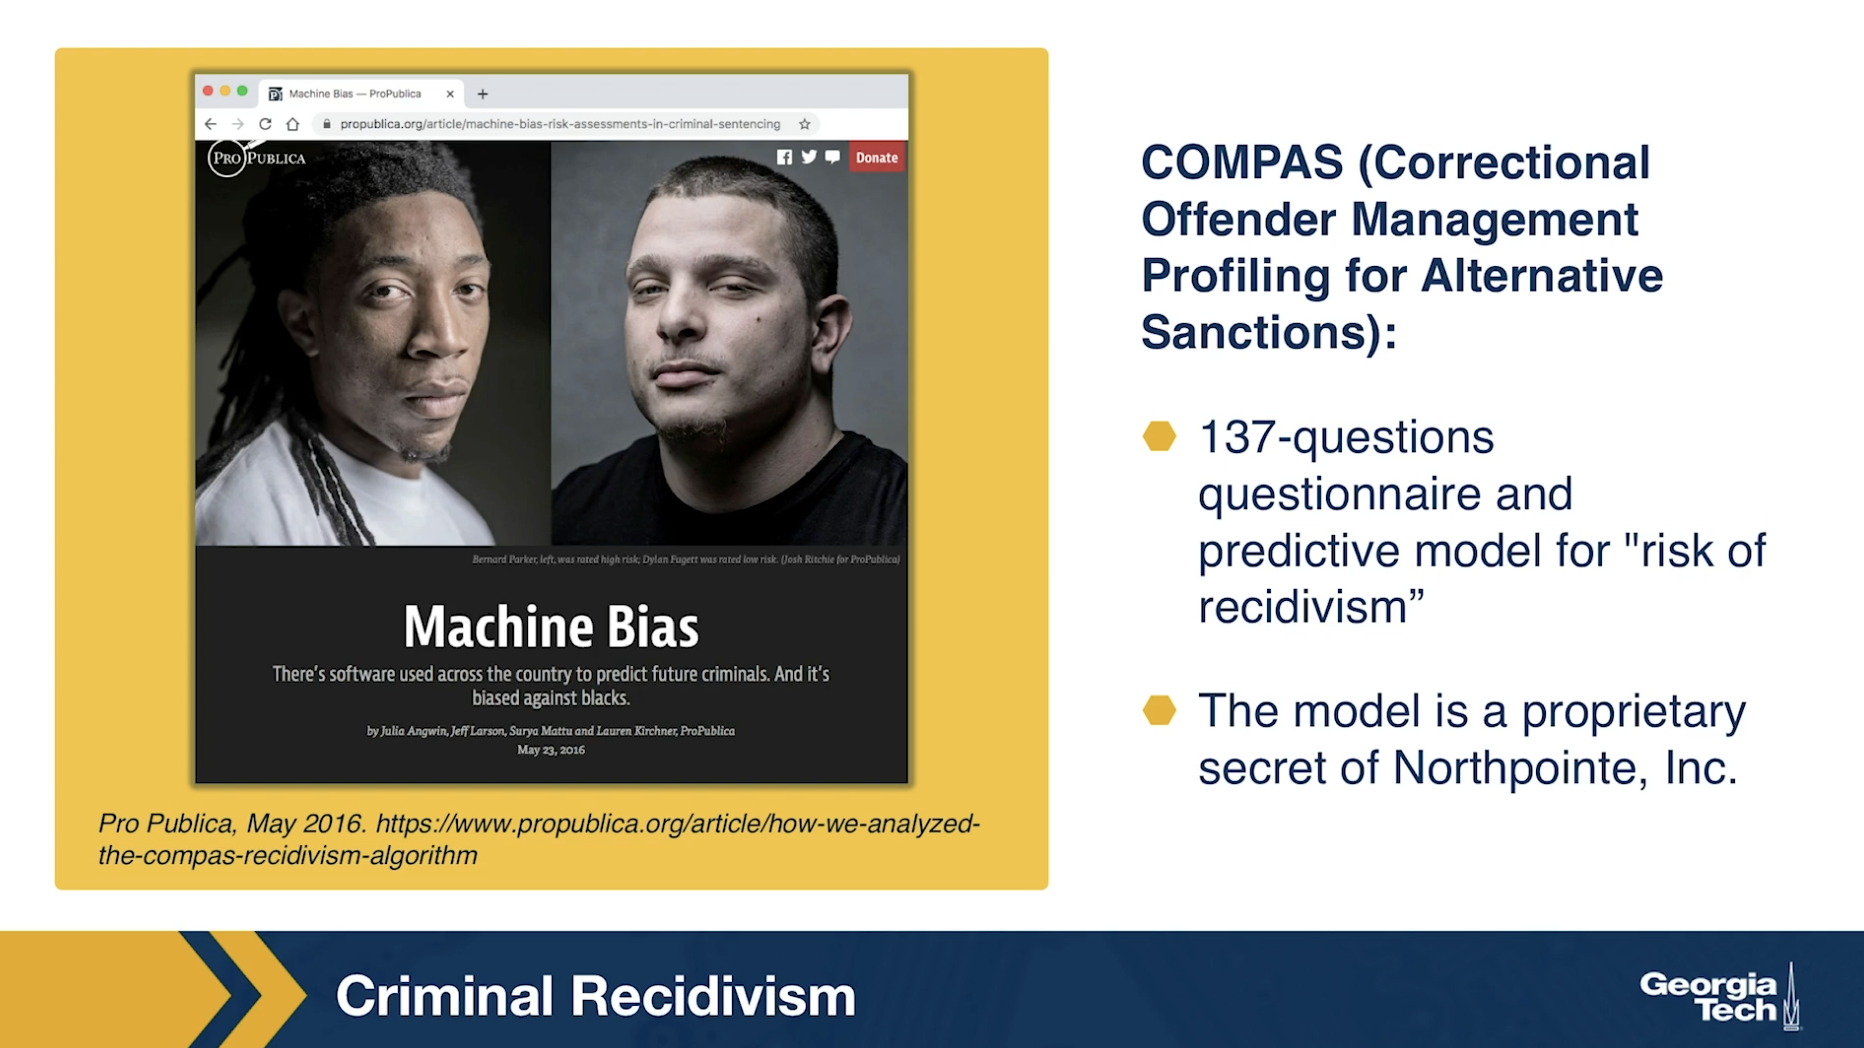 Machine Bias — ProPublica
propublica.org/article/machine-bias-risk-assessments-in-criminal-sentencing
PROPUBLICA
Donate
Bernard Parker, left, was rated high risk; Dylan Fugett was rated low risk. (Josh Ritchie for ProPublica)
Machine Bias
There's software used across the country to predict future criminals. And it's
biased against blacks.
by Julia Angwin, Jeff Larson, Surya Mattu and Lauren Kirchner, ProPublica
May 23, 2016
Pro Publica, May 2016. https://www.propublica.org/article/how-we-analyzed-
the-compas-recidivism-algorithm
COMPAS (Correctional
Offender Management
Profiling for Alternative
Sanctions):
137-questions
questionnaire and
predictive model for "risk of
recidivism”
The model is a proprietary
secret of Northpointe, Inc.
Criminal Recidivism
Georgia
Tech